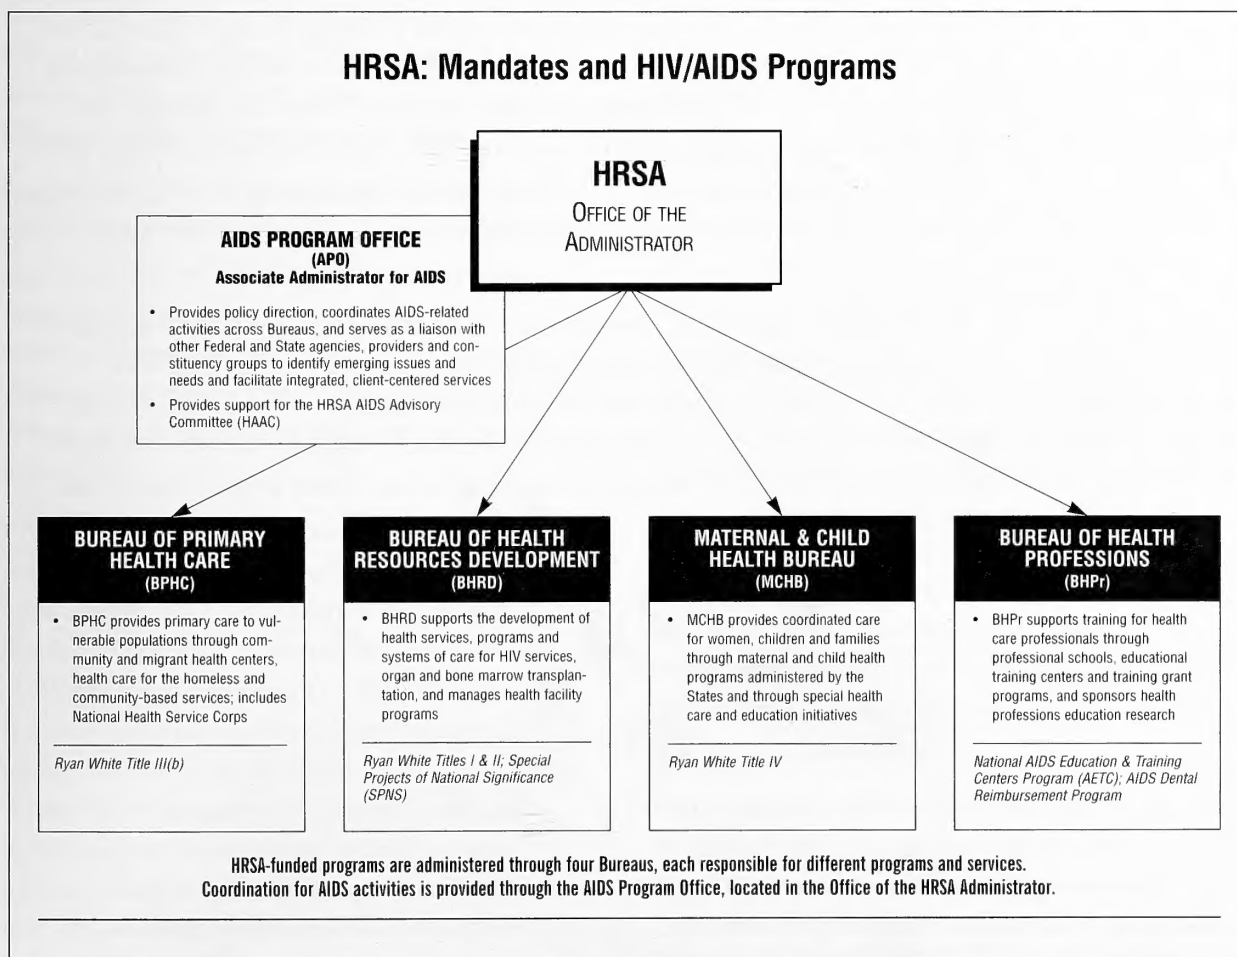 HRSA: Mandates and HIV/AIDS Programs
HRSA
OFFICE OF THE
ADMINISTRATOR
AIDS PROGRAM OFFICE
(APO)
Associate Administrator for AIDS
• Provides policy direction, coordinates AIDS-related
activities across Bureaus, and serves as a liaison with
other Federal and State agencies, providers and con-
stituency groups to identify emerging issues and
needs and facilitate integrated, client-centered services
• Provides support for the HRSA AIDS Advisory
Committee (HAAC)
BUREAU OF PRIMARY
HEALTH CARE
(BPHC)
• BPHC provides primary care to vul-
nerable populations through com-
munity and migrant health centers,
health care for the homeless and
community-based services; includes
National Health Service Corps
Ryan White Title III(b)
BUREAU OF HEALTH
RESOURCES DEVELOPMENT
(BHRD)
• BHRD supports the development of
health services, programs and
systems of care for HIV services,
organ and bone marrow transplan-
tation, and manages health facility
programs
Ryan White Titles I & II; Special
Projects of National Significance
(SPNS)
MATERNAL & CHILD
HEALTH BUREAU
(MCHB)
• MCHB provides coordinated care
for women, children and families
through maternal and child health
programs administered by the
States and through special health
care and education initiatives
Ryan White Title IV
BUREAU OF HEALTH
PROFESSIONS
(BHPr)
• BHPr supports training for health
care professionals through
professional schools, educational
training centers and training grant
programs, and sponsors health
professions education research
National AIDS Education & Training
Centers Program (AETC); AIDS Dental
Reimbursement Program
HRSA-funded programs are administered through four Bureaus, each responsible for different programs and services.
Coordination for AIDS activities is provided through the AIDS Program Office, located in the Office of the HRSA Administrator.